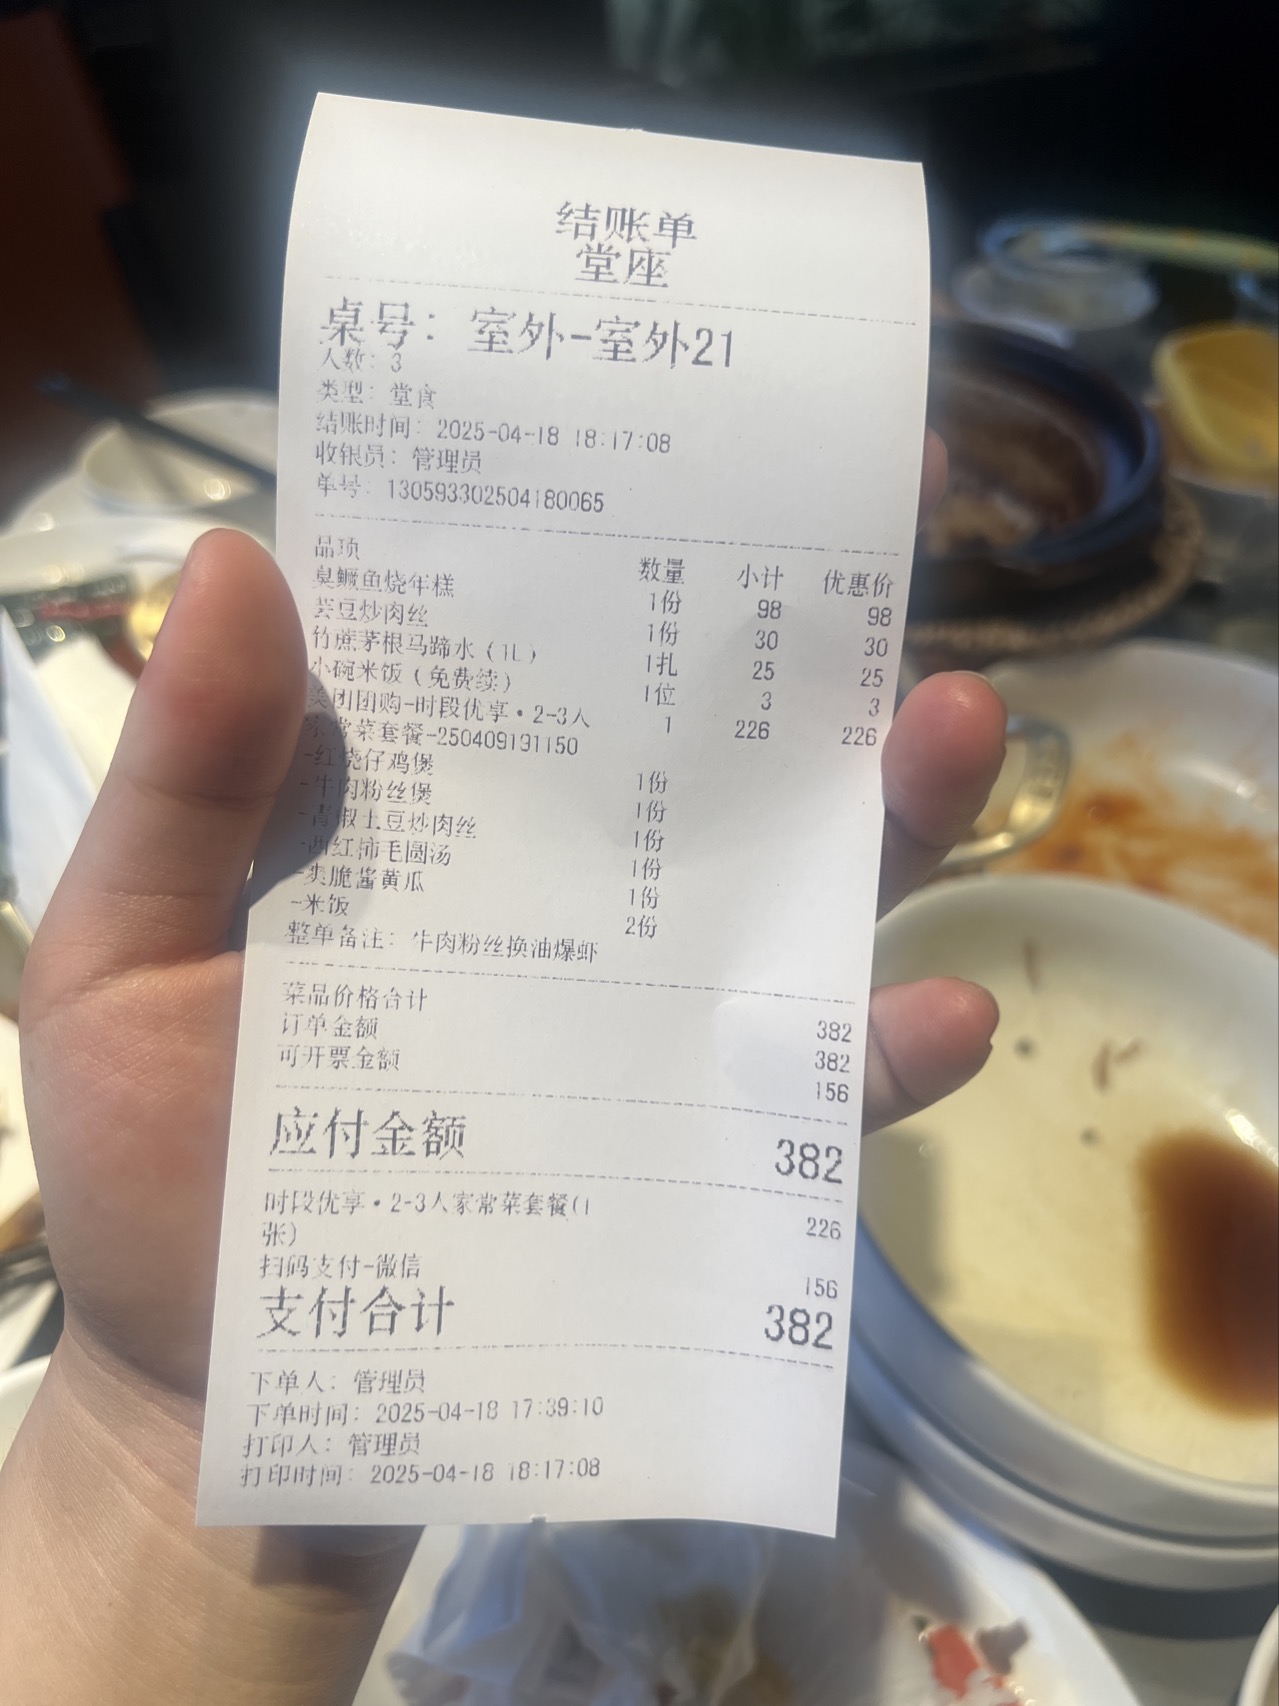 结账单
堂座
桌号：室外-室外21
人数：3
类型：堂食
结账时间：2025-04-18 18:17:08
收银员：管理员
单号：130593302504180065
品项 数量 小计 优惠价
臭鳜鱼烧年糕 1份 98 98
芸豆炒肉丝 1份 30 30
竹蔗茅根马蹄水（1L） 1扎 25 25
小碗米饭（免费续） 1位 3 3
美团团购-时段优享·2-3人 1 226 226
家常菜套餐-250409191150
-红烧仔鸡煲 1份
-牛肉粉丝煲 1份
-青椒土豆炒肉丝 1份
-西红柿毛圆汤 1份
-爽脆酱黄瓜 1份
-米饭 2份
整单备注：牛肉粉丝换油爆虾
菜品价格合计 382
订单金额 382
可开票金额 156
应付金额 382
时段优享·2-3人家常菜套餐(1
张) 226
扫码支付-微信 156
支付合计 382
下单人：管理员
下单时间：2025-04-18 17:39:10
打印人：管理员
打印时间：2025-04-18 18:17:08